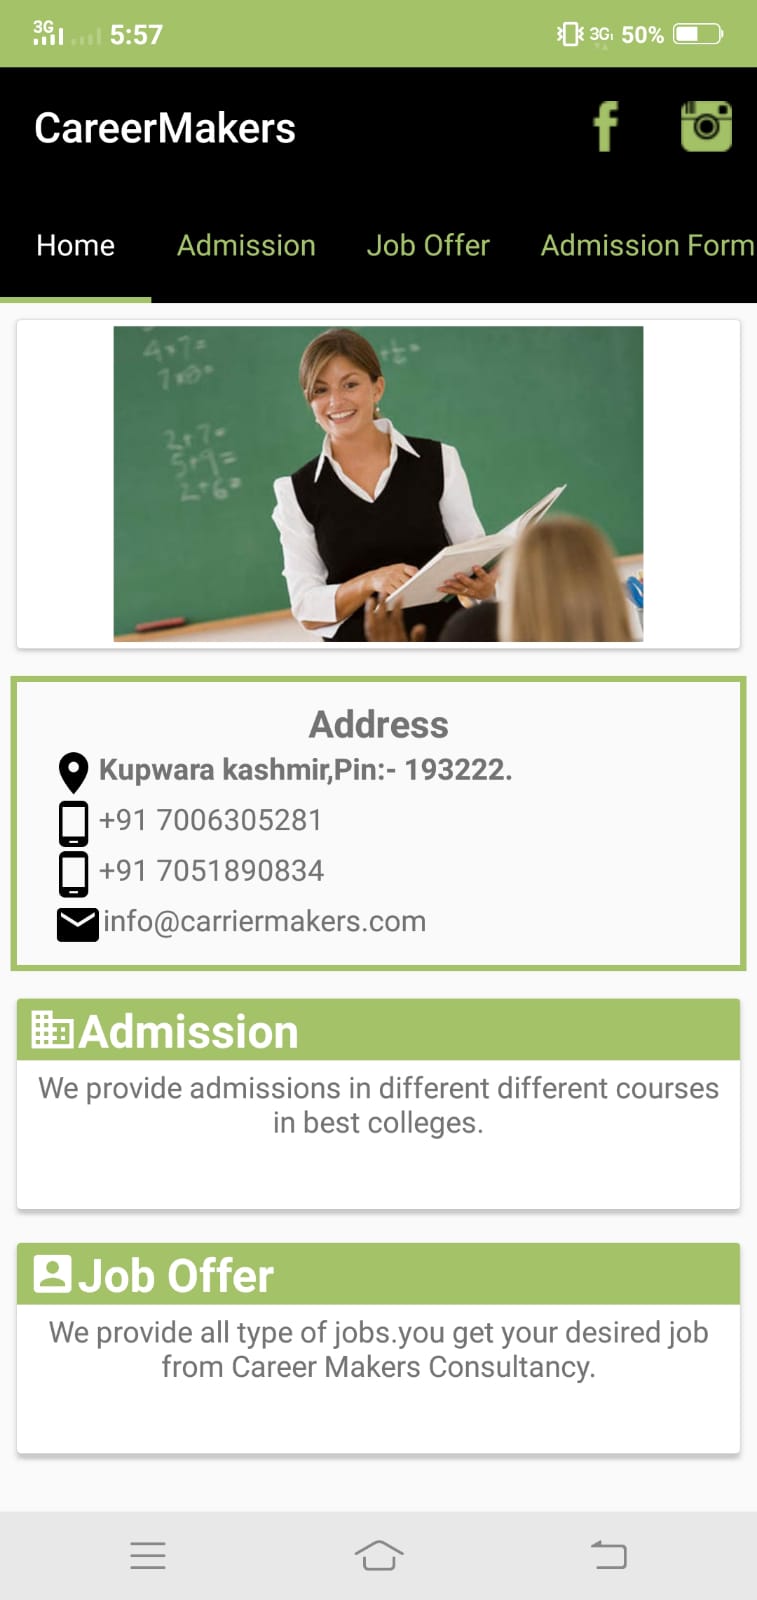 3G 5:57 3G 50%
CareerMakers
Home Admission Job Offer Admission Form
4×7=
2+7=
5+9=
2+6=
Address
Kupwara kashmir,Pin:- 193222.
+91 7006305281
+91 7051890834
info@carriermakers.com
Admission
We provide admissions in different different courses
in best colleges.
Job Offer
We provide all type of jobs.you get your desired job
from Career Makers Consultancy.